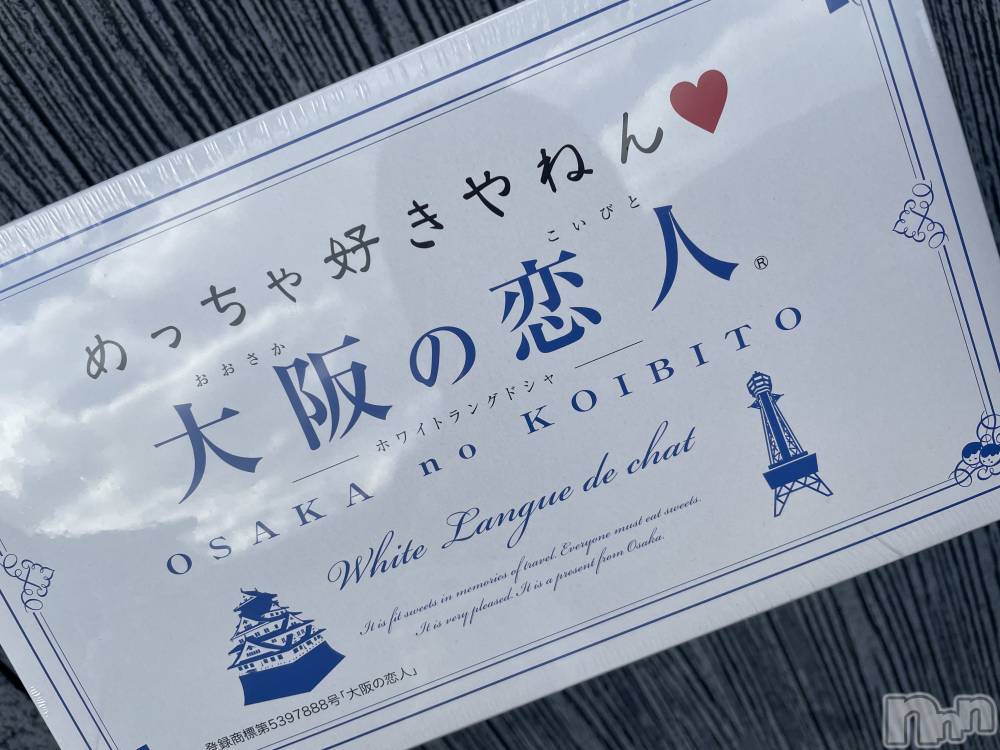 めっちゃ好きやねん♥
おおさか こいびと
大阪の恋人®
ホワイトラングドシャ
OSAKA no KOIBITO
White Langue de chat
It is fit sweets in memories of travel. Everyone must eat sweets.
It is very pleased. It is a present from Osaka.
登録商標第5397888号「大阪の恋人」
nnn